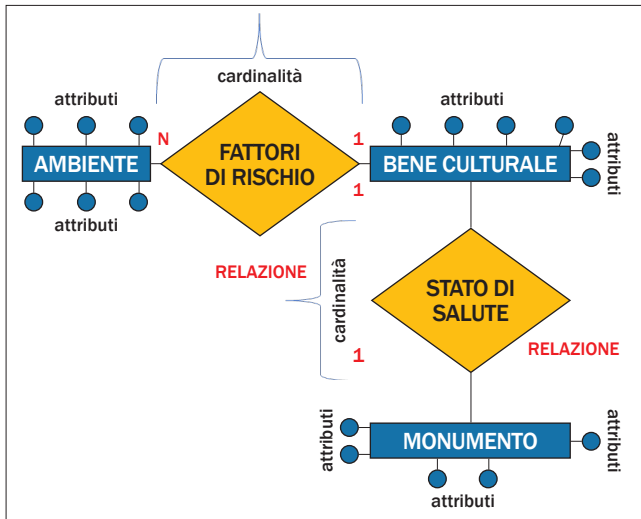 cardinalità
attributi
attributi
N
1
FATTORI
DI RISCHIO
AMBIENTE
BENE CULTURALE
attributi
attributi
1
RELAZIONE
cardinalità
STATO DI
SALUTE
1
RELAZIONE
attributi
MONUMENTO
attributi
attributi